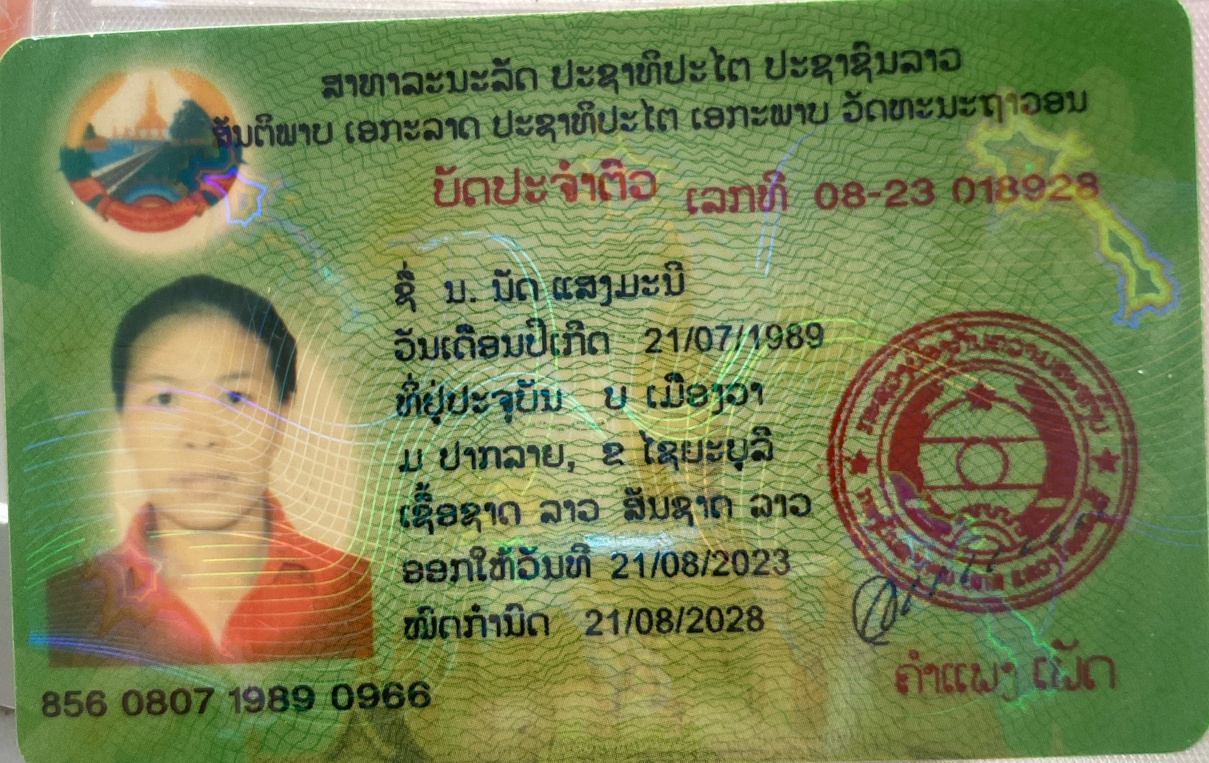 ສາທາລະນະລັດ ປະຊາທິປະໄຕ ປະຊາຊົນລາວ
ສັນຕິພາບ ເອກະລາດ ປະຊາທິປະໄຕ ເອກະພາບ ວັດທະນະຖາວອນ
ບັດປະຈຳຕົວ ເລກທີ 08-23 018928
ຊື່ ນ. ນັດ ແສງມະນີ
ວັນເດືອນປີເກີດ 21/07/1989
ທີ່ຢູ່ປະຈຸບັນ ບ ເມືອງວາ
ມ ປາກລາຍ, ຂ ໄຊຍະບຸລີ
ເຊື້ອຊາດ ລາວ ສັນຊາດ ລາວ
ອອກໃຫ້ວັນທີ 21/08/2023
ໝົດກຳນົດ 21/08/2028
ຄຳແພງ ເພັດ
856 0807 1989 0966